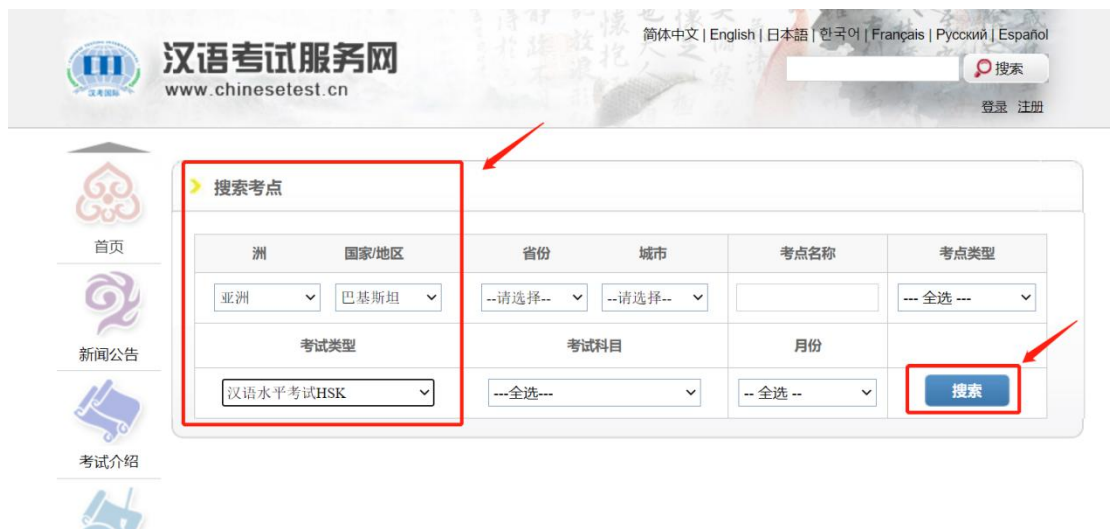 简体中文 | English | 日本語 | 한국어 | Français | Русский | Español
汉语考试服务网
www.chinesetest.cn
汉考国际
搜索
登录 注册
搜索考点
首页
洲 国家/地区 省份 城市 考点名称 考点类型
亚洲 巴基斯坦 --请选择-- --请选择-- --- 全选 ---
新闻公告
考试类型 考试科目 月份
汉语水平考试HSK ---全选--- -- 全选 -- 搜索
考试介绍